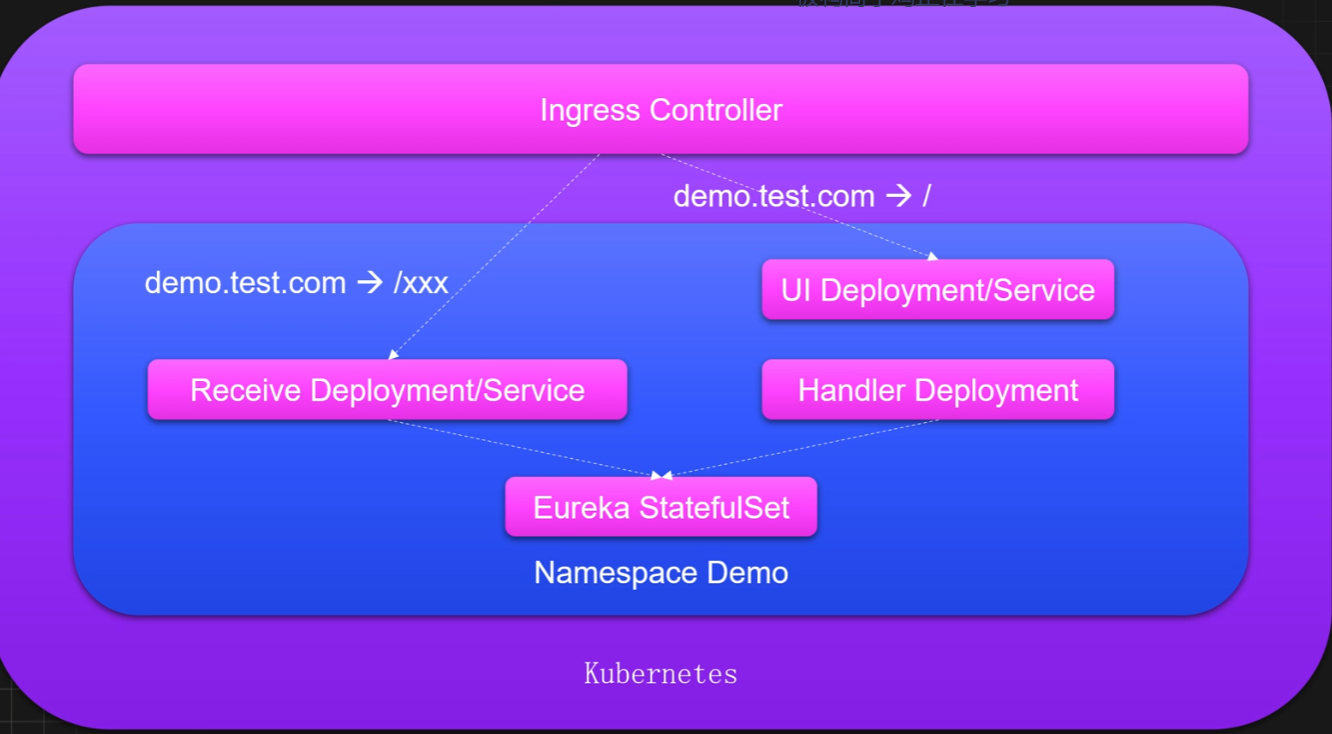 Ingress Controller
demo.test.com → /
demo.test.com → /xxx
UI Deployment/Service
Receive Deployment/Service
Handler Deployment
Eureka StatefulSet
Namespace Demo
Kubernetes